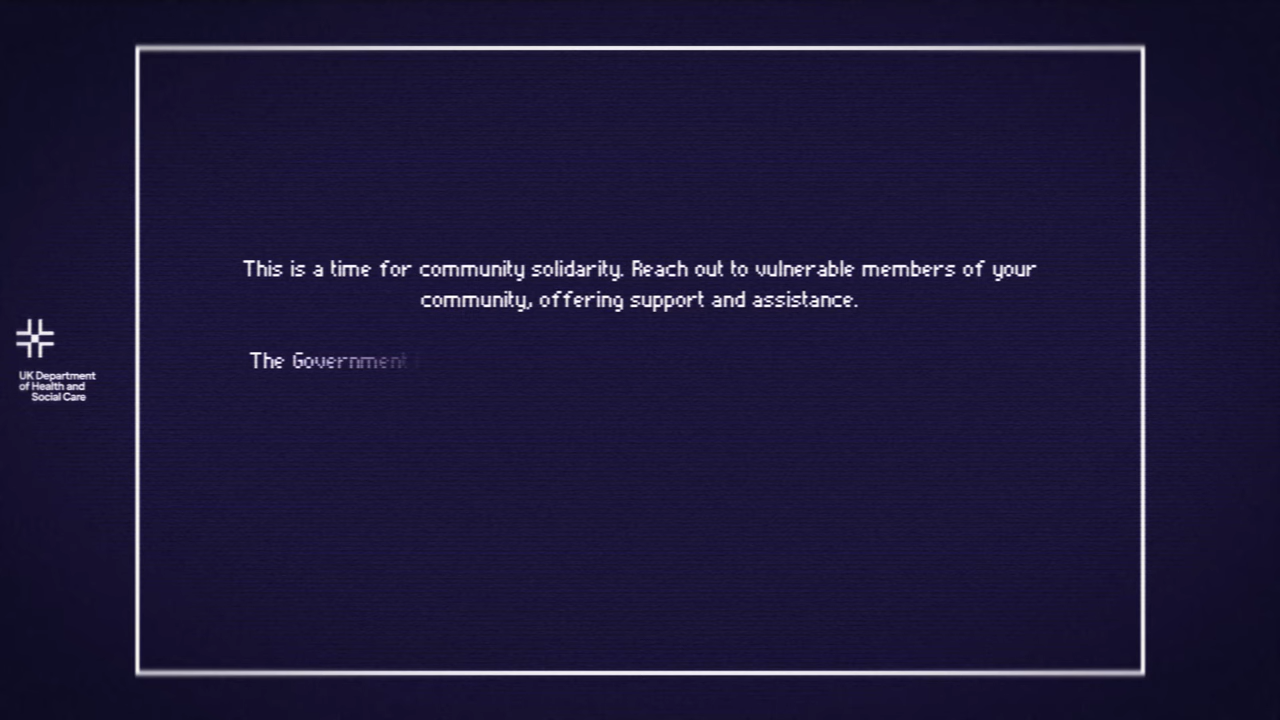 This is a time for community solidarity. Reach out to vulnerable members of your
community, offering support and assistance.
The Government
UK Department
of Health and
Social Care